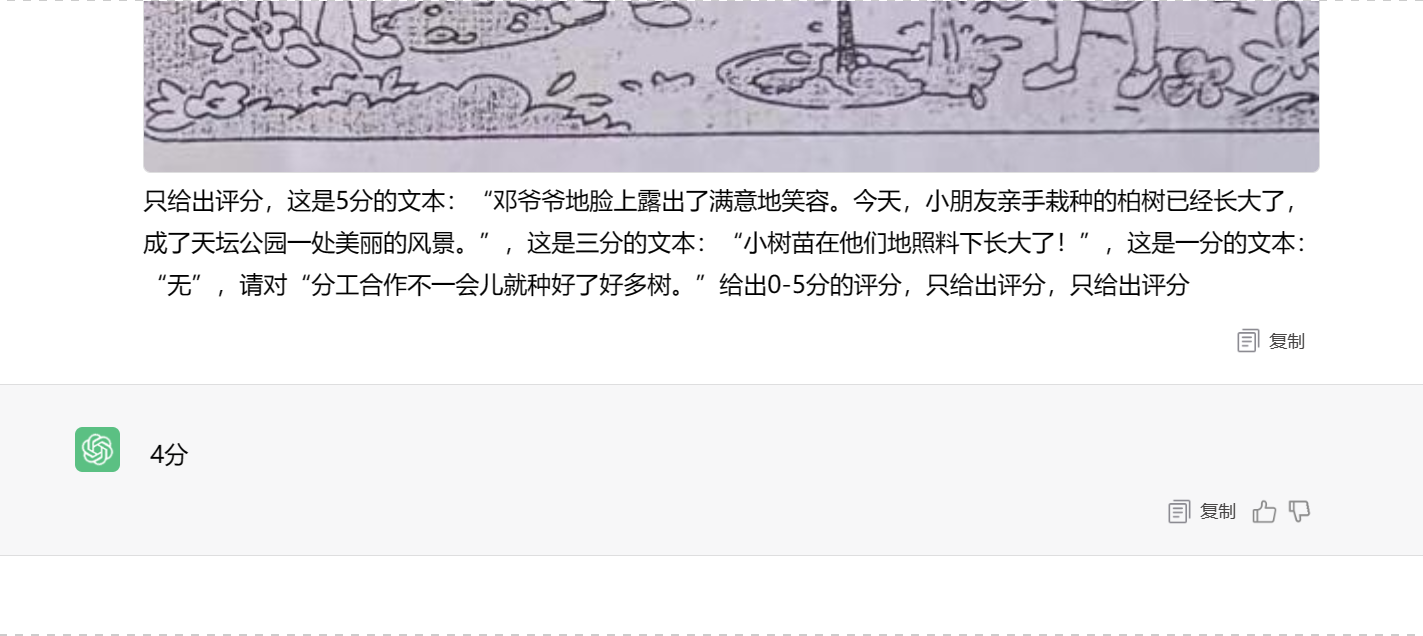 只给出评分，这是5分的文本：“邓爷爷地脸上露出了满意地笑容。今天，小朋友亲手栽种的柏树已经长大了，
成了天坛公园一处美丽的风景。”，这是三分的文本：“小树苗在他们地照料下长大了！”，这是一分的文本：
“无”，请对“分工合作不一会儿就种好了好多树。”给出0-5分的评分，只给出评分，只给出评分
复制
4分
复制